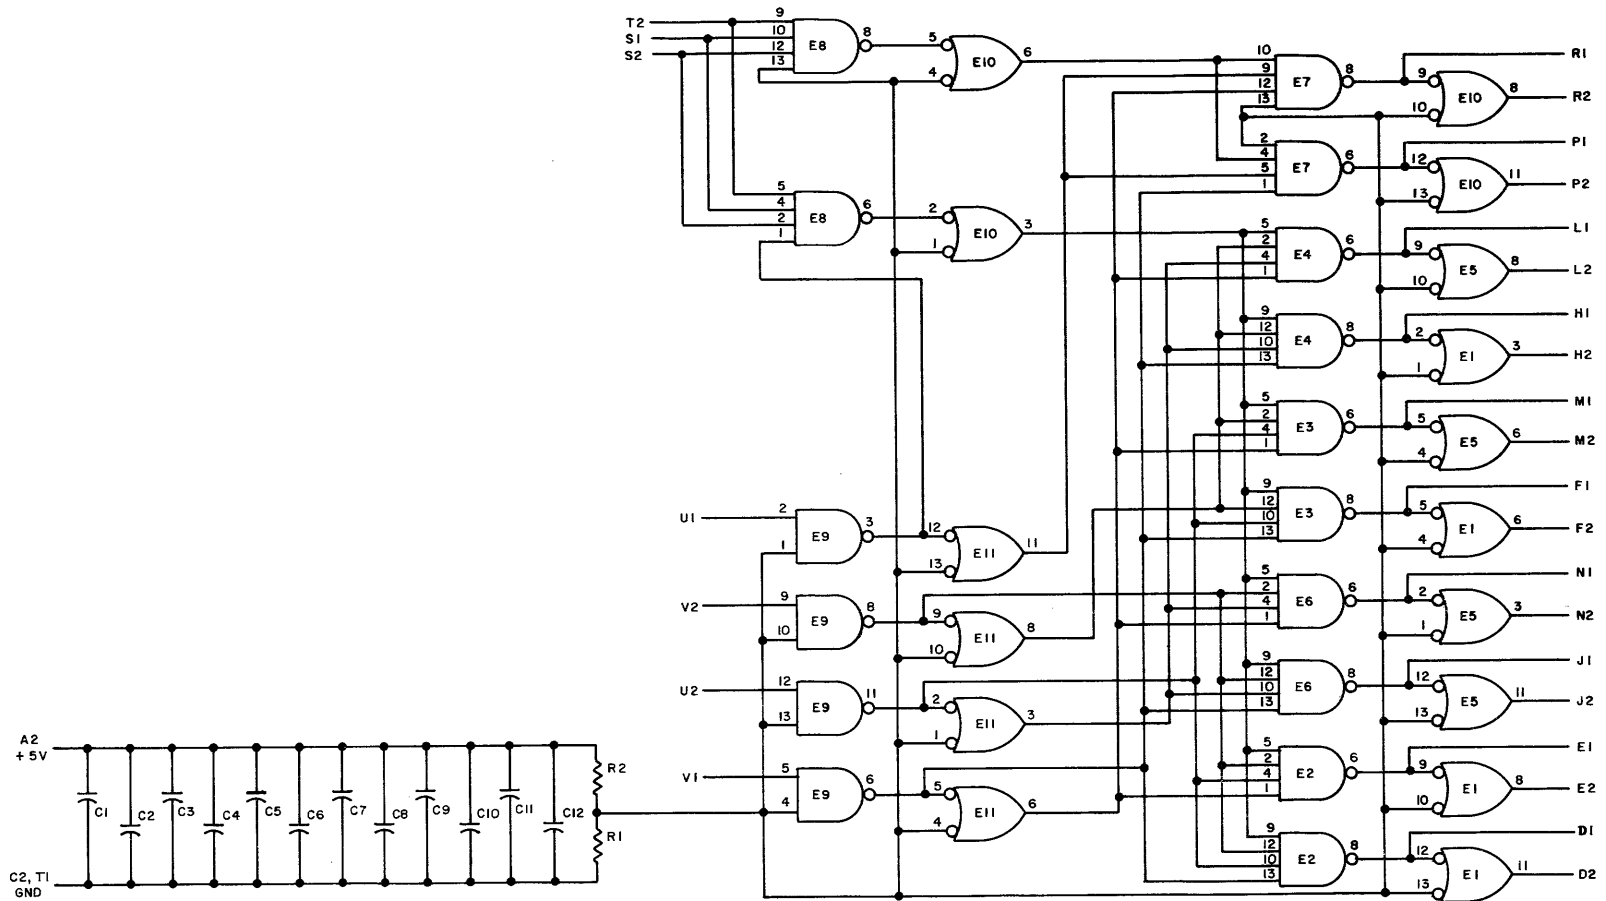 T2 9 8 5 E10 6 10 R1
S1 10 E8 4 9 E7 8 9 E10 8
S2 12 12 10 R2
13 13
2 P1
4 E7 6 12 E10 11
5 5 13 P2
4 E8 6 2 E10 3 1
2 1 5 L1
1 2 E4 6 9 E5 8
4 10 L2
1
9 H1
12 E4 8 2 E1 3
10 1 H2
13
5 M1
2 E3 6 5 E5 6
4 4 M2
1
9 F1
U1 2 E9 3 12 E11 11 12 E3 8 5 E1 6
1 13 10 4 F2
13
5 N1
V2 9 E9 8 9 E11 8 2 E6 6 2 E5 3
10 10 4 1 N2
1
9 J1
U2 12 E9 11 2 E11 3 12 E6 8 12 E5 11
13 1 10 13 J2
13
A2
+5V
R2
5 E1
V1 5 E9 6 5 E11 6 2 E2 6 9 E1 8
4 4 4 10 E2
1
C1 C2 C3 C4 C5 C6 C7 C8 C9 C10 C11 C12
R1
9 D1
12 E2 8 12 E1 11
10 13 D2
13
C2, T1
GND